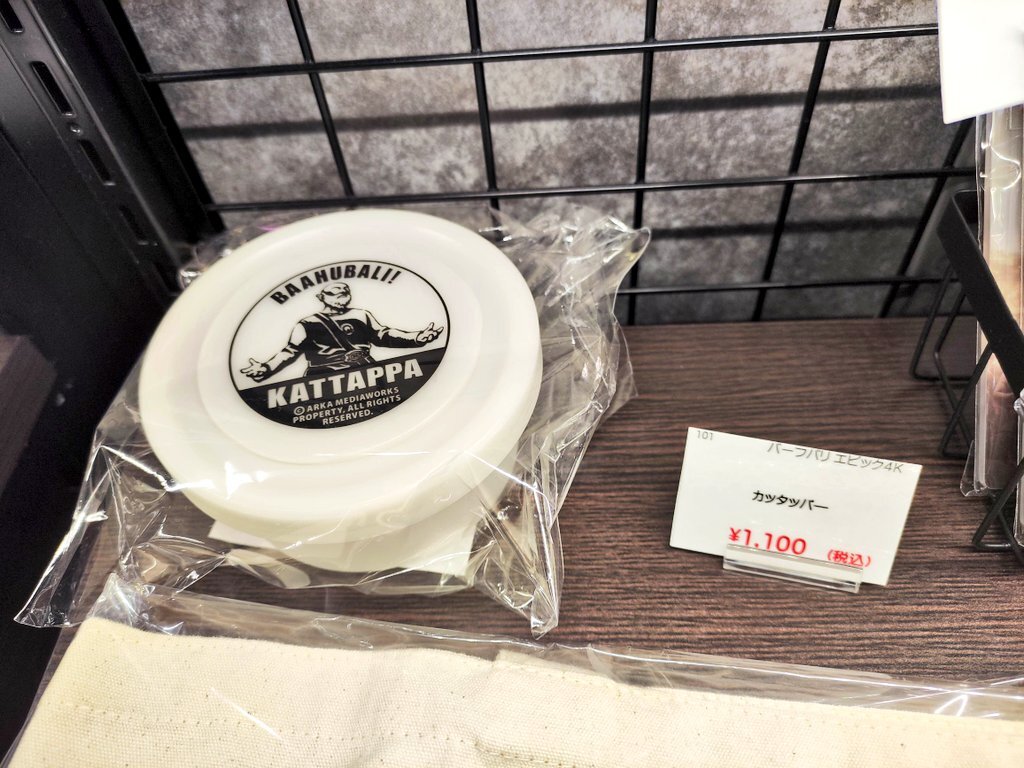 BAAHUBALI!
KATTAPPA
© ARKA MEDIAWORKS
PROPERTY, ALL RIGHTS
RESERVED.
101
バーフバリ エピック4K
カッタッパー
¥1,100 (税込)